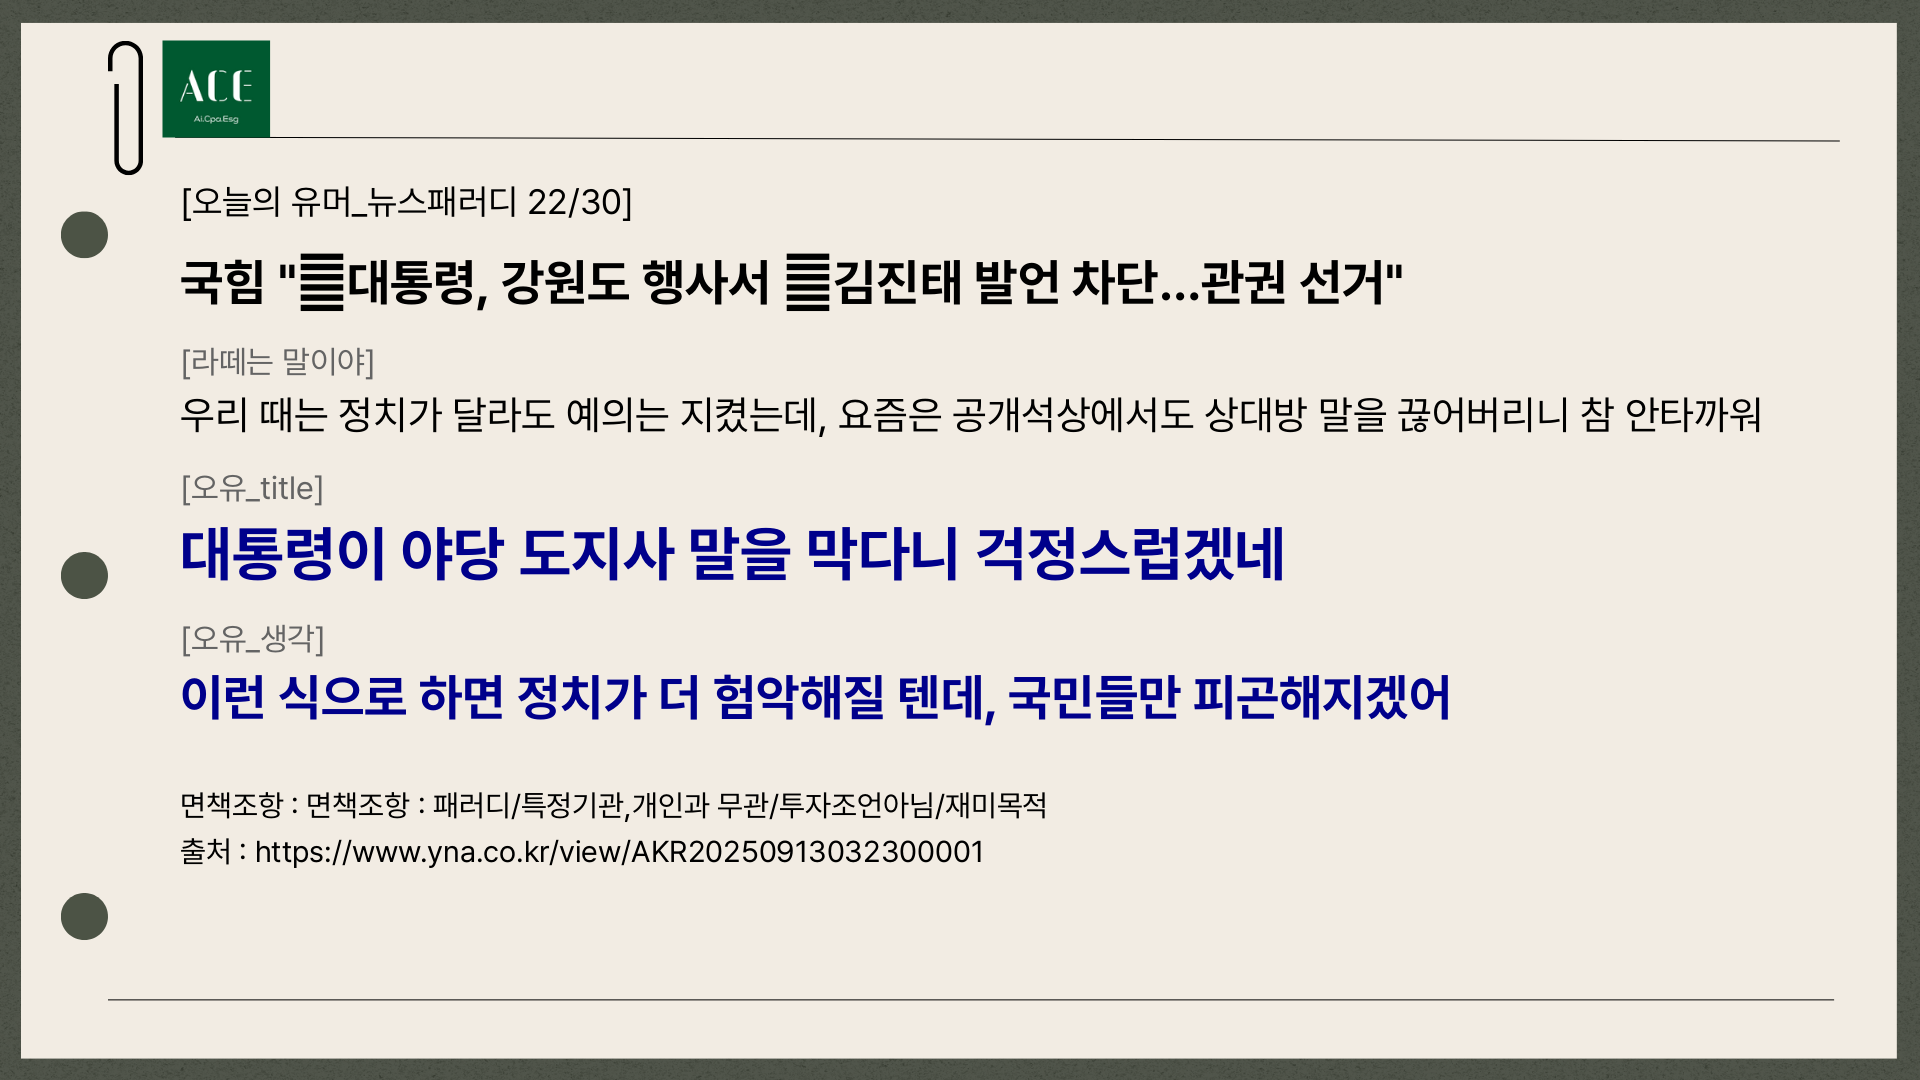 ACE
Ai.Cpa.Esg
[오늘의 유머_뉴스패러디 22/30]
국힘 "䷀대통령, 강원도 행사서 ䷀김진태 발언 차단…관권 선거"
[라떼는 말이야]
우리 때는 정치가 달라도 예의는 지켰는데, 요즘은 공개석상에서도 상대방 말을 끊어버리니 참 안타까워
[오유_title]
대통령이 야당 도지사 말을 막다니 걱정스럽겠네
[오유_생각]
이런 식으로 하면 정치가 더 험악해질 텐데, 국민들만 피곤해지겠어
면책조항 : 면책조항 : 패러디/특정기관,개인과 무관/투자조언아님/재미목적
출처 : https://www.yna.co.kr/view/AKR20250913032300001